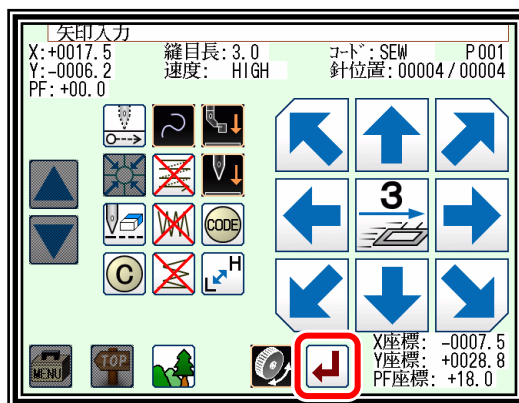 矢印入力
X:+0017.5 縫目長:3.0 コード:SEW P001
Y:-0006.2 速度: HIGH 針位置:00004/00004
PF:+00.0
3
CODE
C
L H
MENU
TOP
X座標: -0007.5
Y座標: +0028.8
PF座標: +18.0